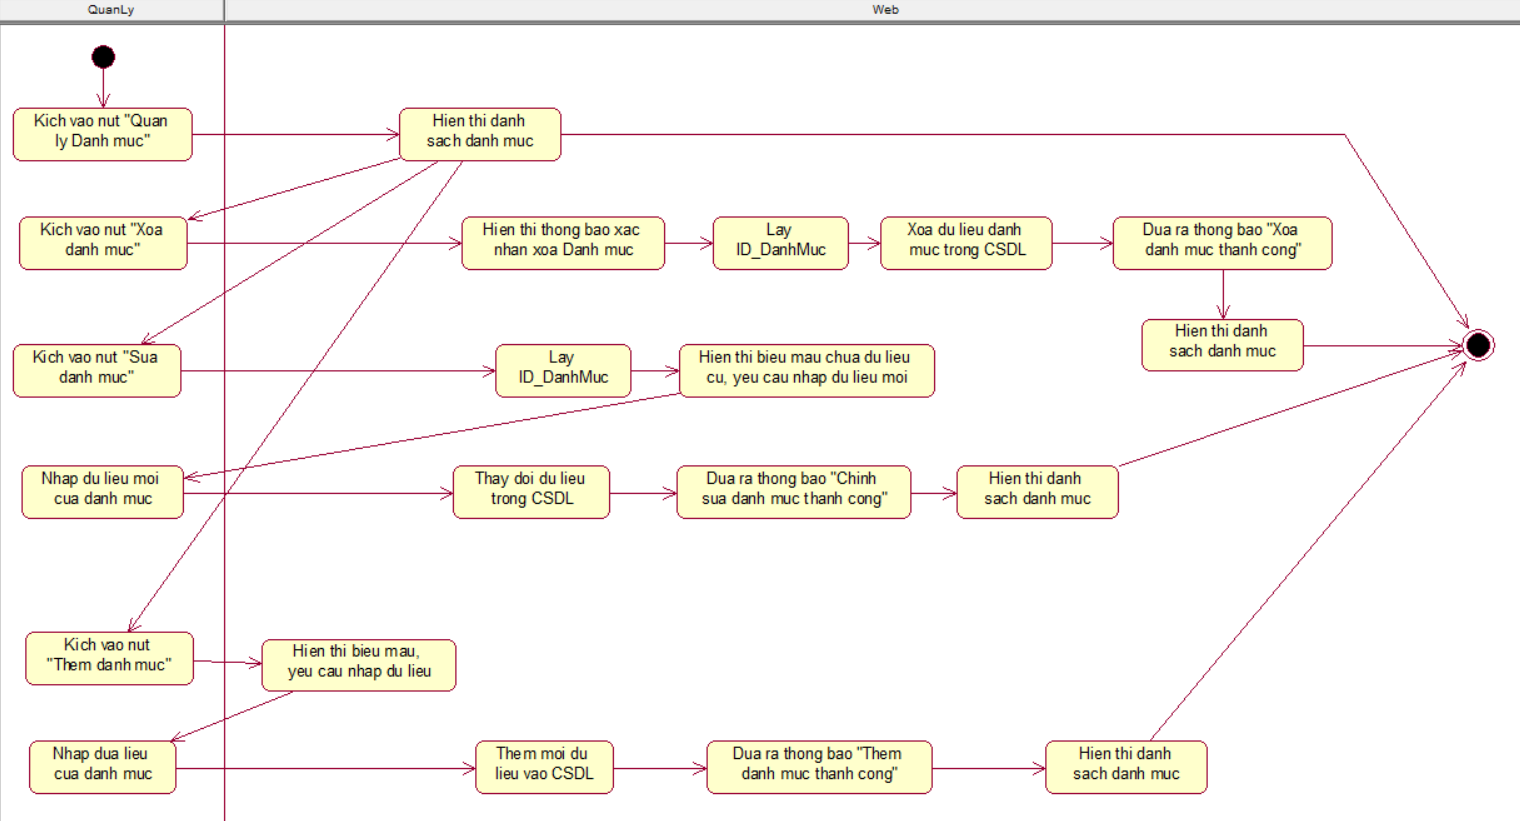 QuanLy
Web
Kich vao nut "Quan
ly Danh muc"
Hien thi danh
sach danh muc
Kich vao nut "Xoa
danh muc"
Hien thi thong bao xac
nhan xoa Danh muc
Lay
ID_DanhMuc
Xoa du lieu danh
muc trong CSDL
Dua ra thong bao "Xoa
danh muc thanh cong"
Hien thi danh
sach danh muc
Kich vao nut "Sua
danh muc"
Lay
ID_DanhMuc
Hien thi bieu mau chua du lieu
cu, yeu cau nhap du lieu moi
Nhap du lieu moi
cua danh muc
Thay doi du lieu
trong CSDL
Dua ra thong bao "Chinh
sua danh muc thanh cong"
Hien thi danh
sach danh muc
Kich vao nut
"Them danh muc"
Hien thi bieu mau,
yeu cau nhap du lieu
Nhap dua lieu
cua danh muc
Them moi du
lieu vao CSDL
Dua ra thong bao "Them
danh muc thanh cong"
Hien thi danh
sach danh muc